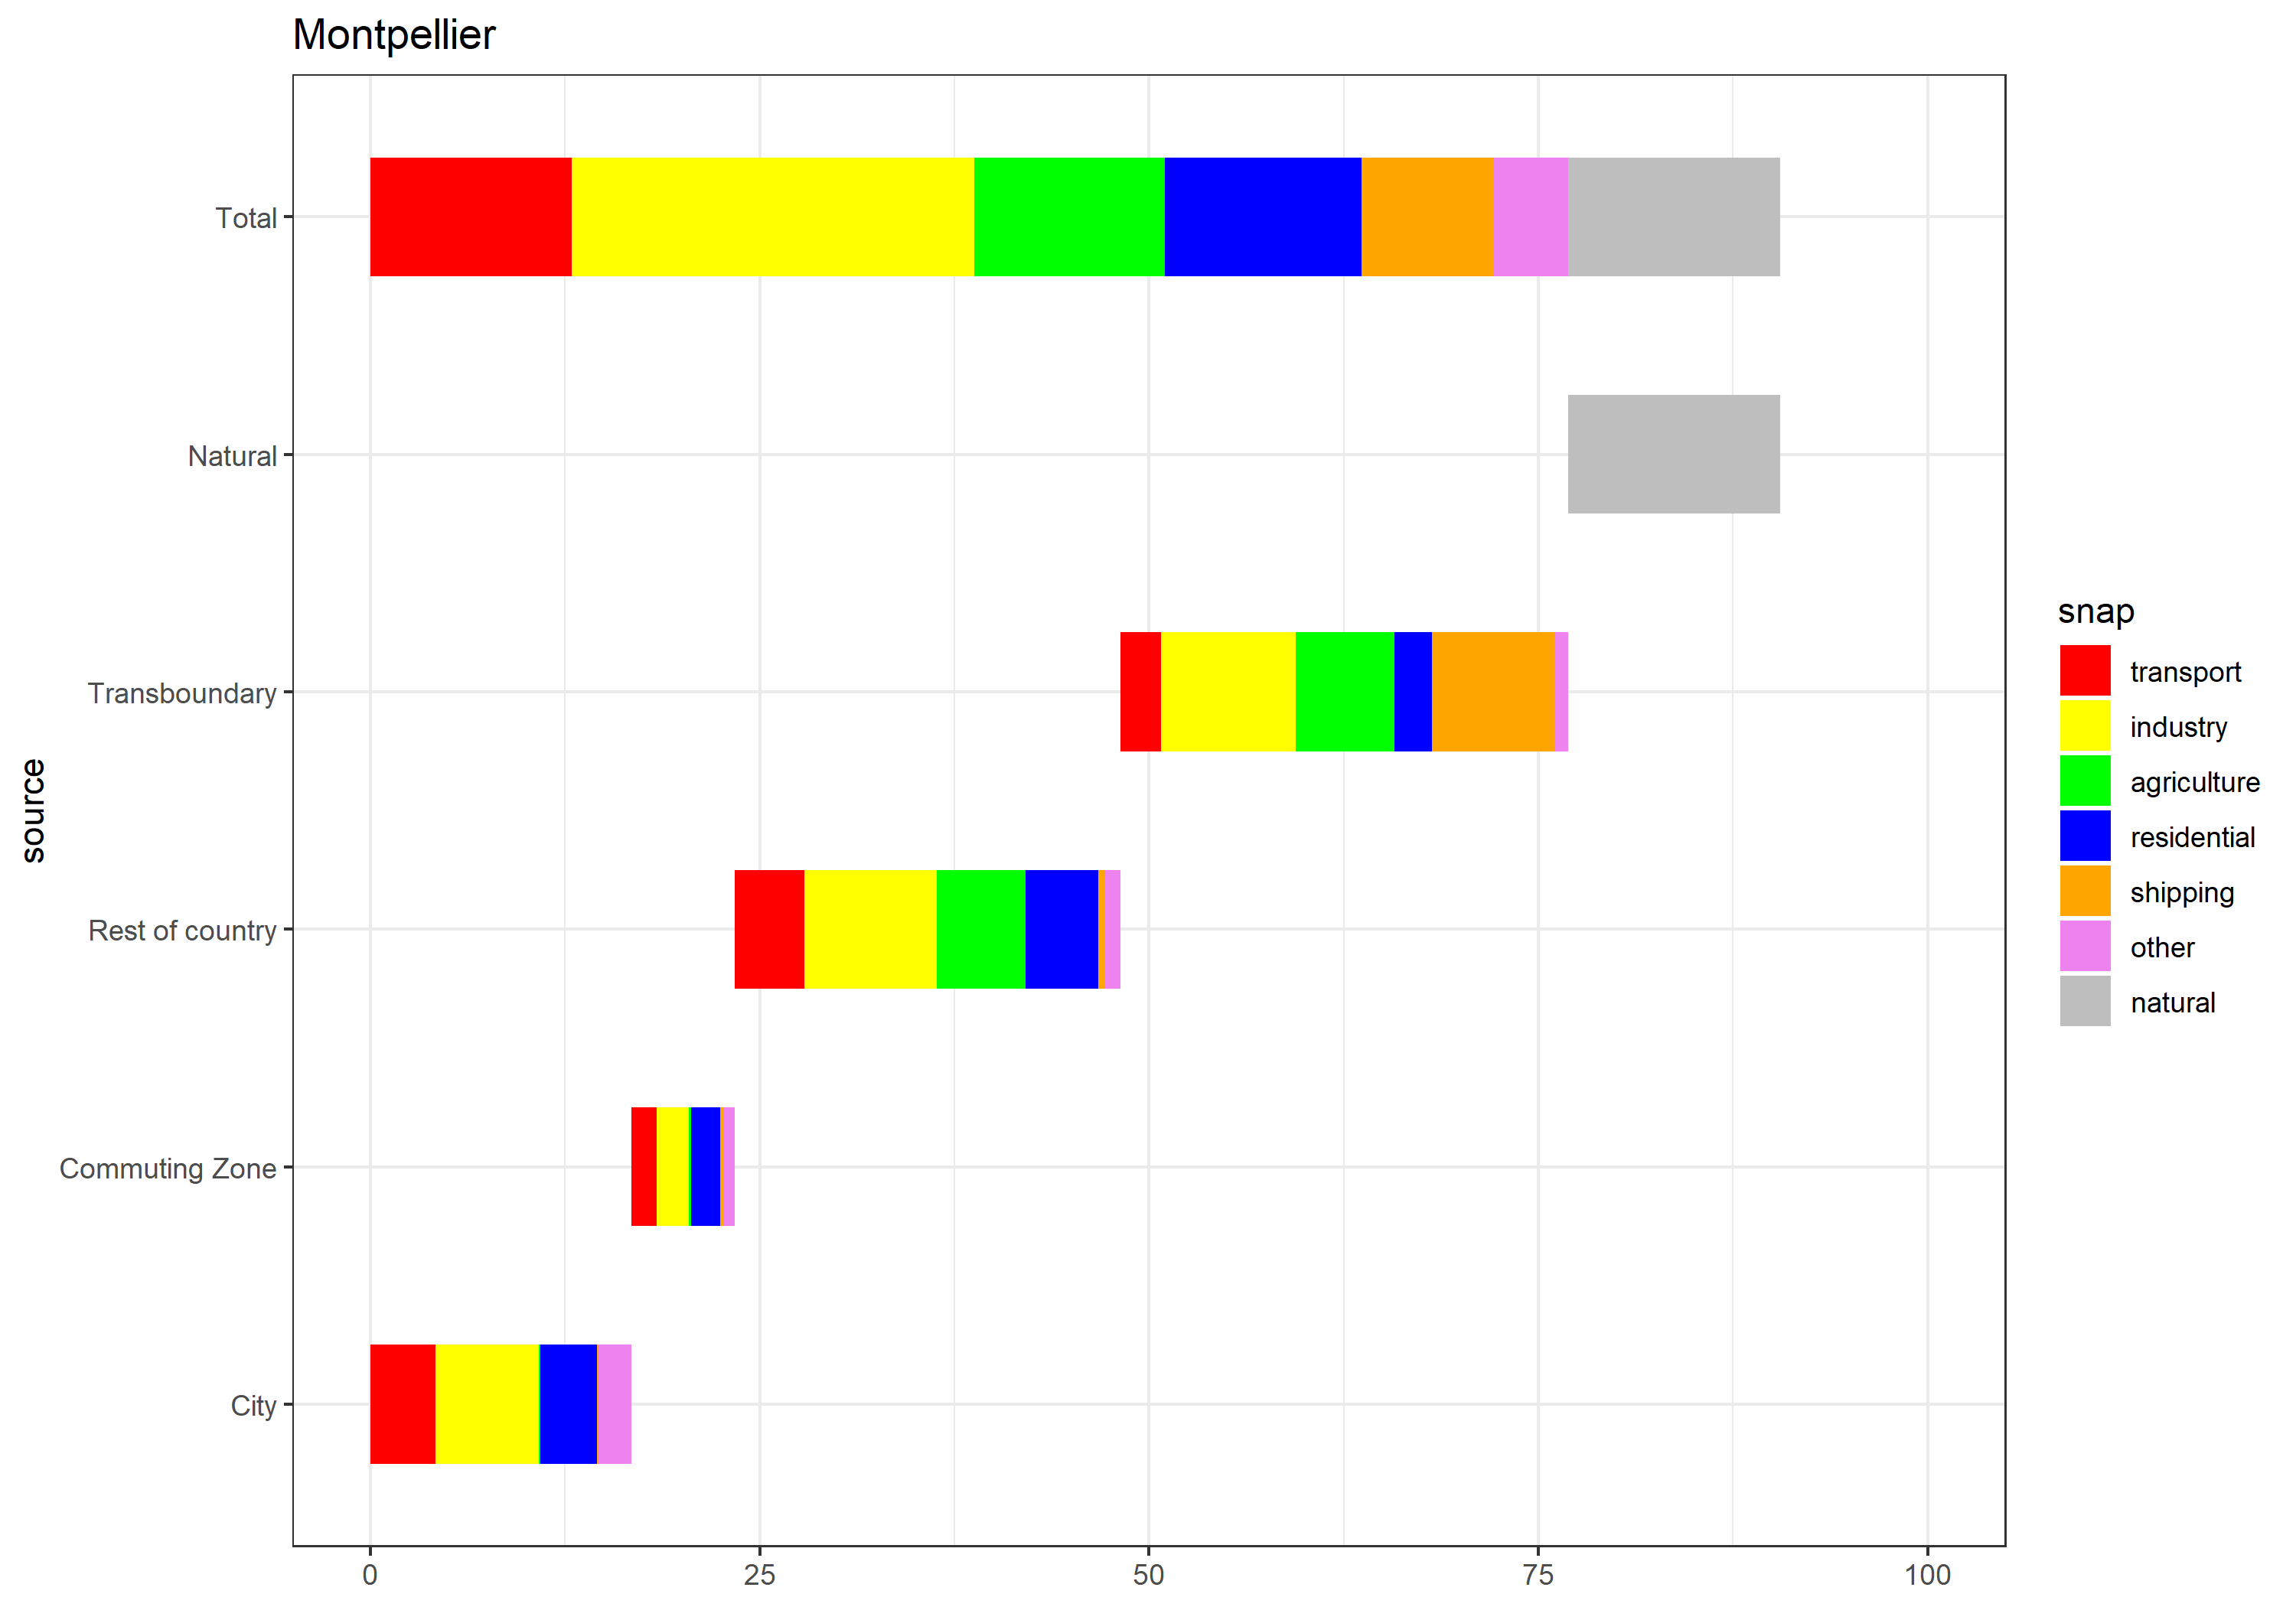 Montpellier
Total
Natural
Transboundary
Rest of country
Commuting Zone
City
source
0 25 50 75 100
snap
transport
industry
agriculture
residential
shipping
other
natural